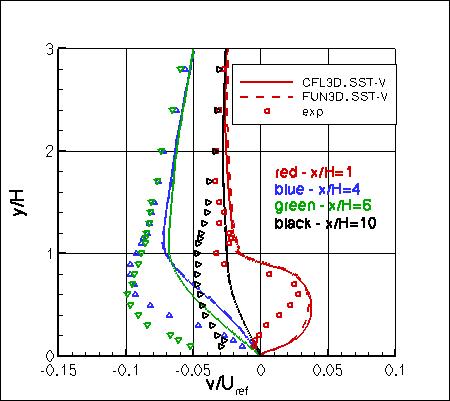 3
CFL3D.SST-V
FUN3D.SST-V
exp
2
red - x/H=1
blue - x/H=4
green - x/H=6
black - x/H=10
y/H
1
0
-0.15 -0.1 -0.05 0 0.05 0.1
v/Uref